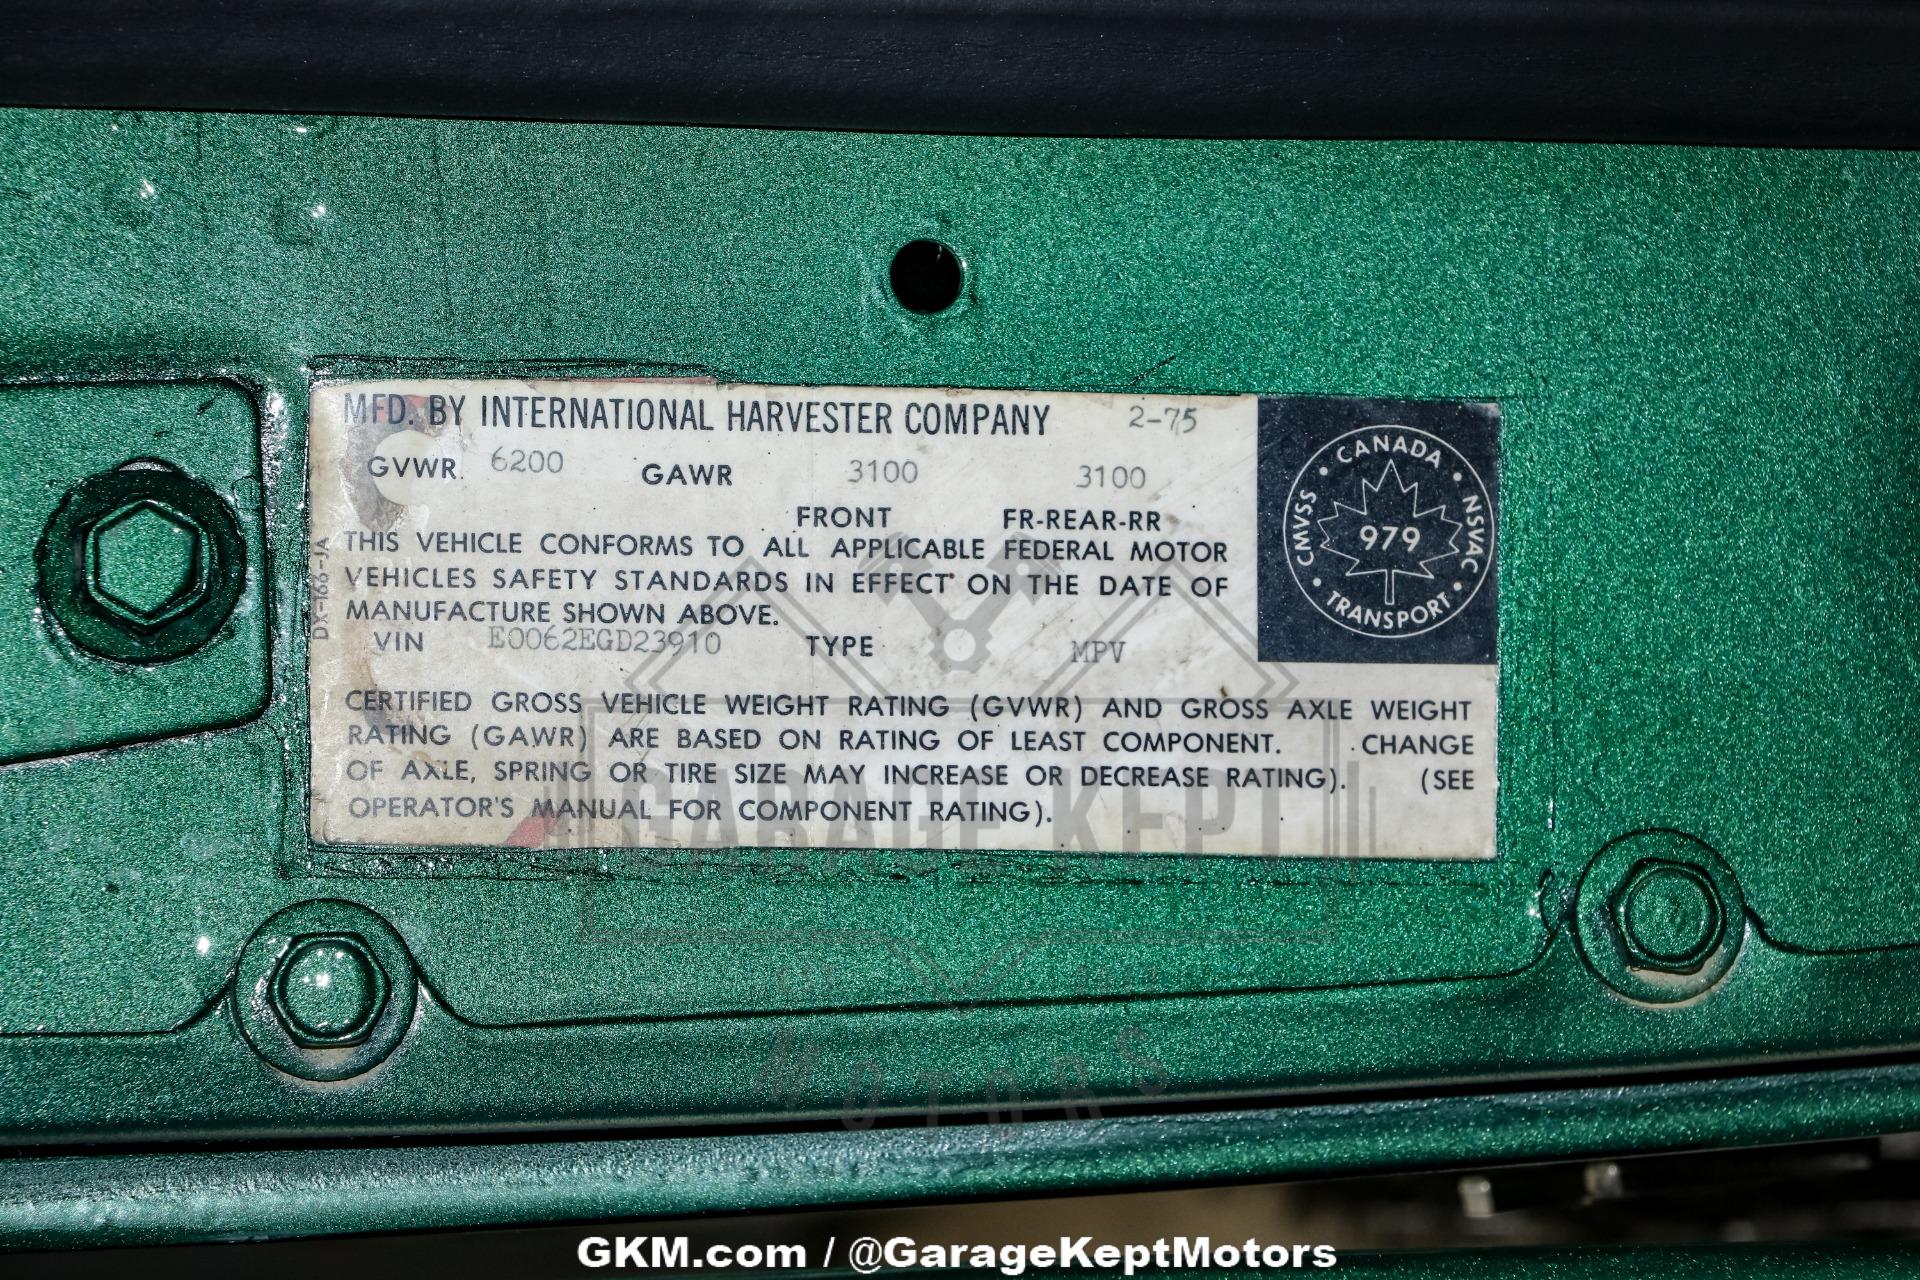 MFD. BY INTERNATIONAL HARVESTER COMPANY 2-75
GVWR 6200 GAWR 3100 3100
FRONT FR-REAR-RR
THIS VEHICLE CONFORMS TO ALL APPLICABLE FEDERAL MOTOR
VEHICLES SAFETY STANDARDS IN EFFECT ON THE DATE OF
MANUFACTURE SHOWN ABOVE.
VIN E0062EGD23910 TYPE MPV
CERTIFIED GROSS VEHICLE WEIGHT RATING (GVWR) AND GROSS AXLE WEIGHT
RATING (GAWR) ARE BASED ON RATING OF LEAST COMPONENT. CHANGE
OF AXLE, SPRING OR TIRE SIZE MAY INCREASE OR DECREASE RATING). (SEE
OPERATOR'S MANUAL FOR COMPONENT RATING).
DX-166-JA
CANADA
CMVSS
979
NSVAC
TRANSPORT
GARAGE KEPT
MOTORS
GKM.com / @GarageKeptMotors